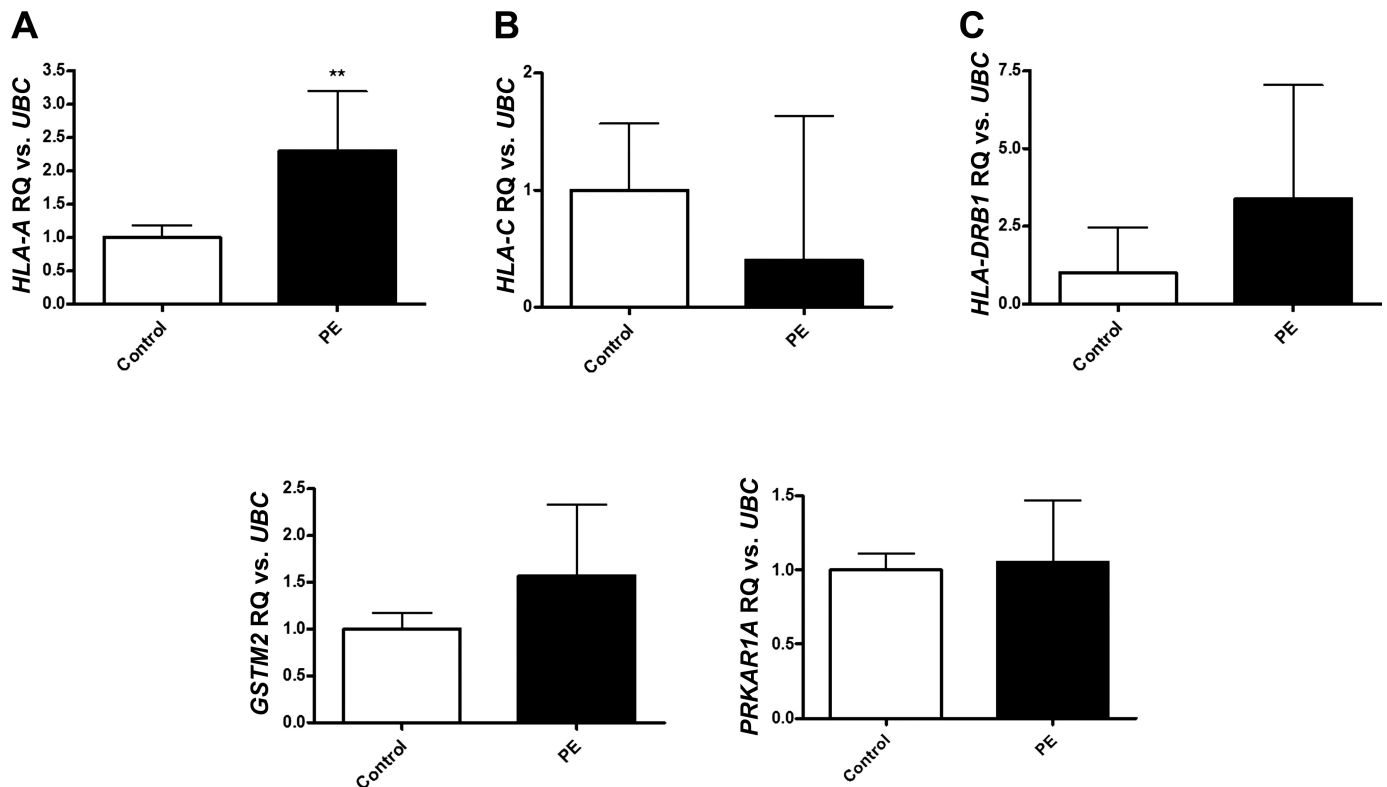 A
B
C
HLA-A RQ vs. UBC
3.5
3.0
2.5
2.0
1.5
1.0
0.5
0.0
**
Control
PE
HLA-C RQ vs. UBC
2
1
0
Control
PE
HLA-DRB1 RQ vs. UBC
7.5
5.0
2.5
0.0
Control
PE
GSTM2 RQ vs. UBC
2.5
2.0
1.5
1.0
0.5
0.0
Control
PE
PRKAR1A RQ vs. UBC
1.5
1.0
0.5
0.0
Control
PE